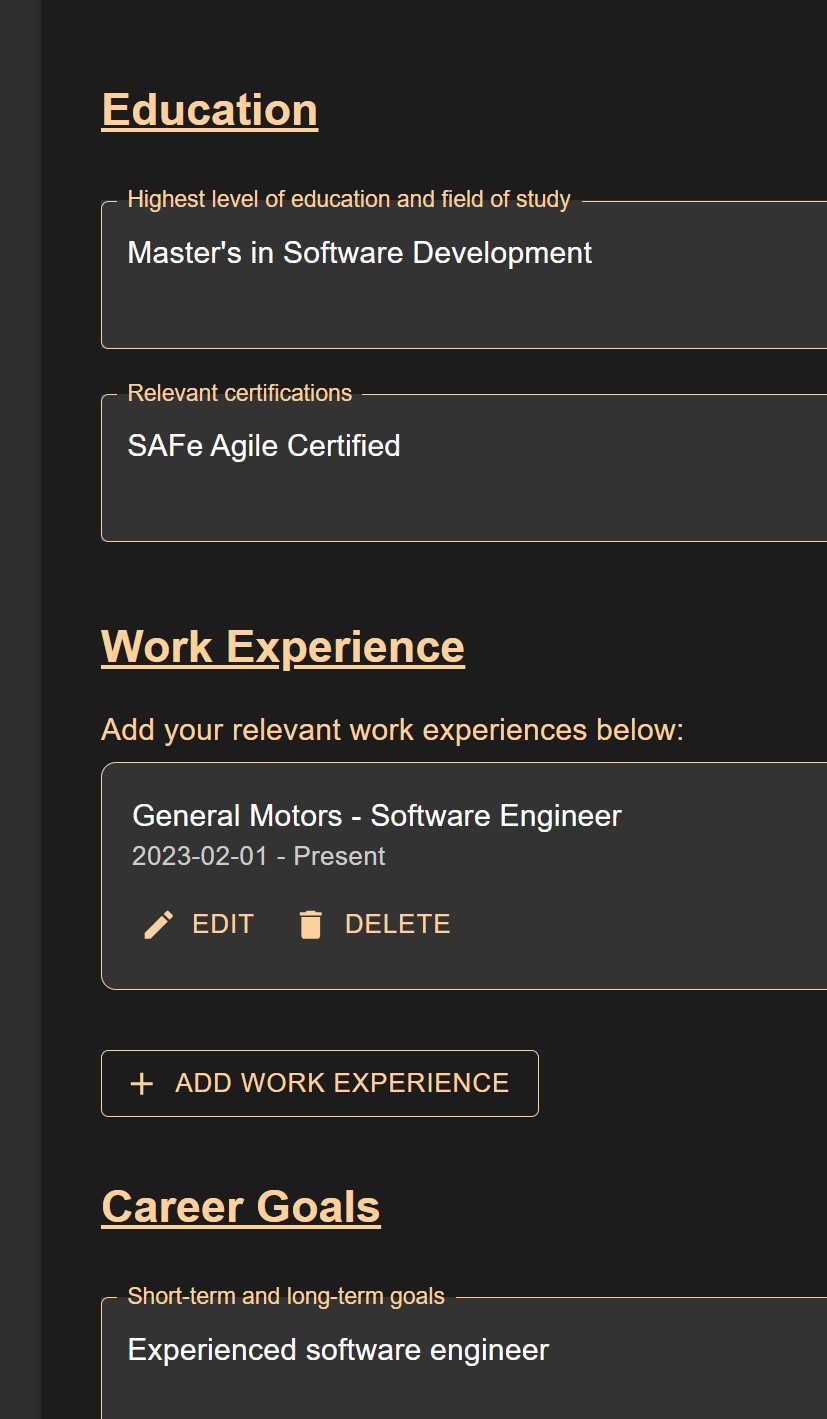 Education
Highest level of education and field of study
Master's in Software Development
Relevant certifications
SAFe Agile Certified
Work Experience
Add your relevant work experiences below:
General Motors - Software Engineer
2023-02-01 - Present
EDIT DELETE
ADD WORK EXPERIENCE
Career Goals
Short-term and long-term goals
Experienced software engineer